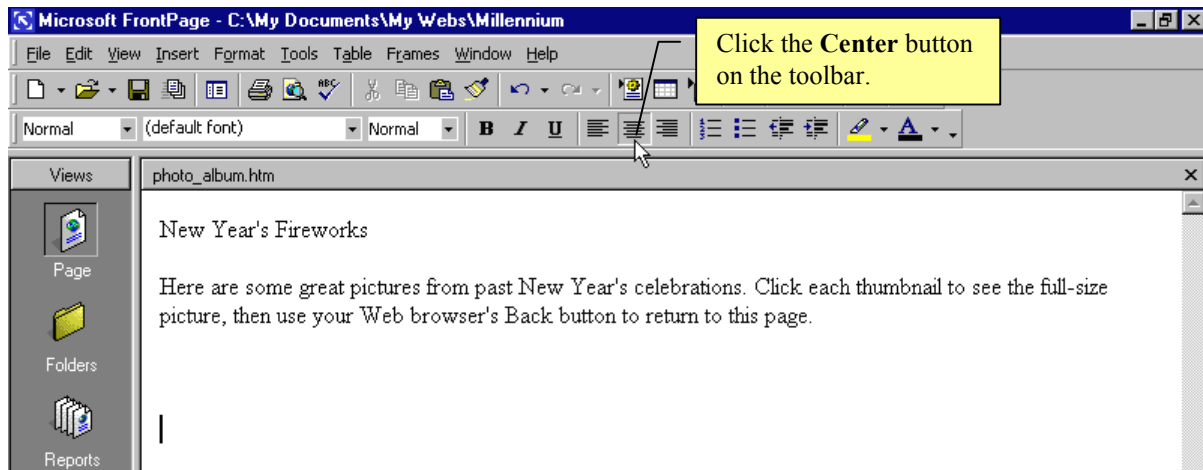 Microsoft FrontPage - C:\My Documents\My Webs\Millennium
Click the Center button
on the toolbar.
File Edit View Insert Format Tools Table Frames Window Help
ABC
Normal (default font) Normal B I U A
Views photo_album.htm
New Year's Fireworks
Page
Here are some great pictures from past New Year's celebrations. Click each thumbnail to see the full-size
picture, then use your Web browser's Back button to return to this page.
Folders
Reports